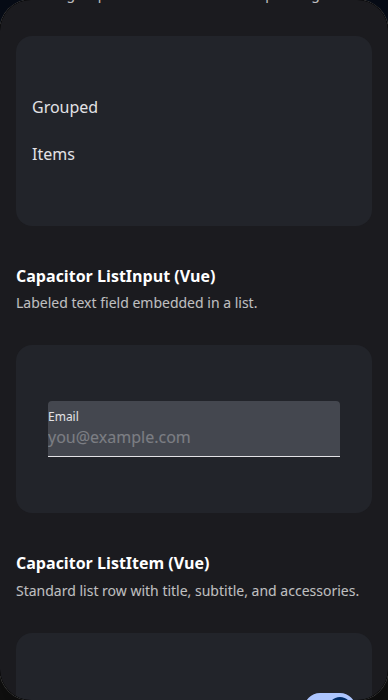 Grouped
Items
Capacitor ListInput (Vue)
Labeled text field embedded in a list.
Email
you@example.com
Capacitor ListItem (Vue)
Standard list row with title, subtitle, and accessories.